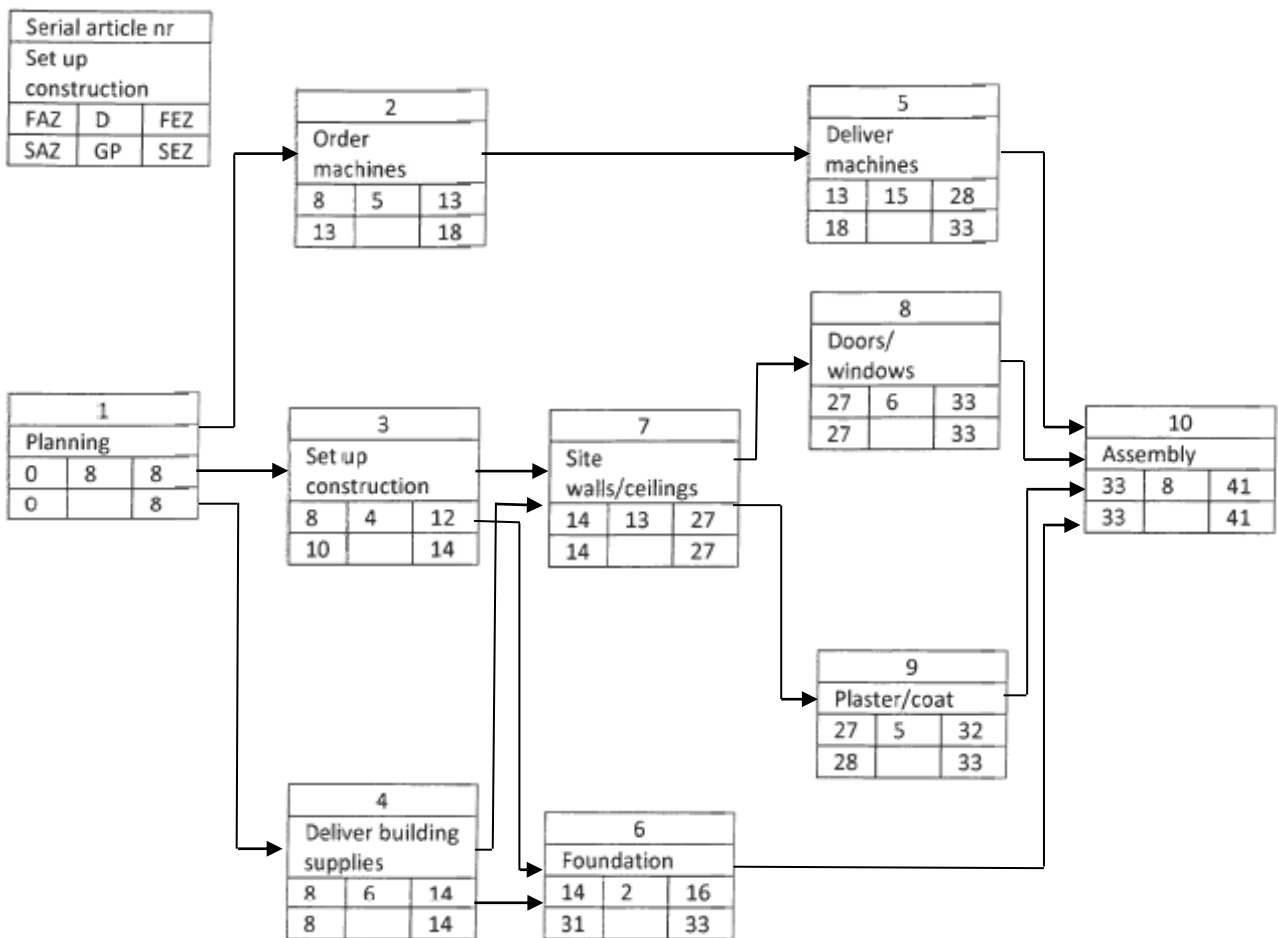 Serial article nr
Set up
construction
FAZ D FEZ
SAZ GP SEZ
2
Order
machines
8 5 13
13 18
5
Deliver
machines
13 15 28
18 33
8
Doors/
windows
27 6 33
27 33
1
Planning
0 8 8
0 8
3
Set up
construction
8 4 12
10 14
7
Site
walls/ceilings
14 13 27
14 27
10
Assembly
33 8 41
33 41
9
Plaster/coat
27 5 32
28 33
4
Deliver building
supplies
8 6 14
8 14
6
Foundation
14 2 16
31 33